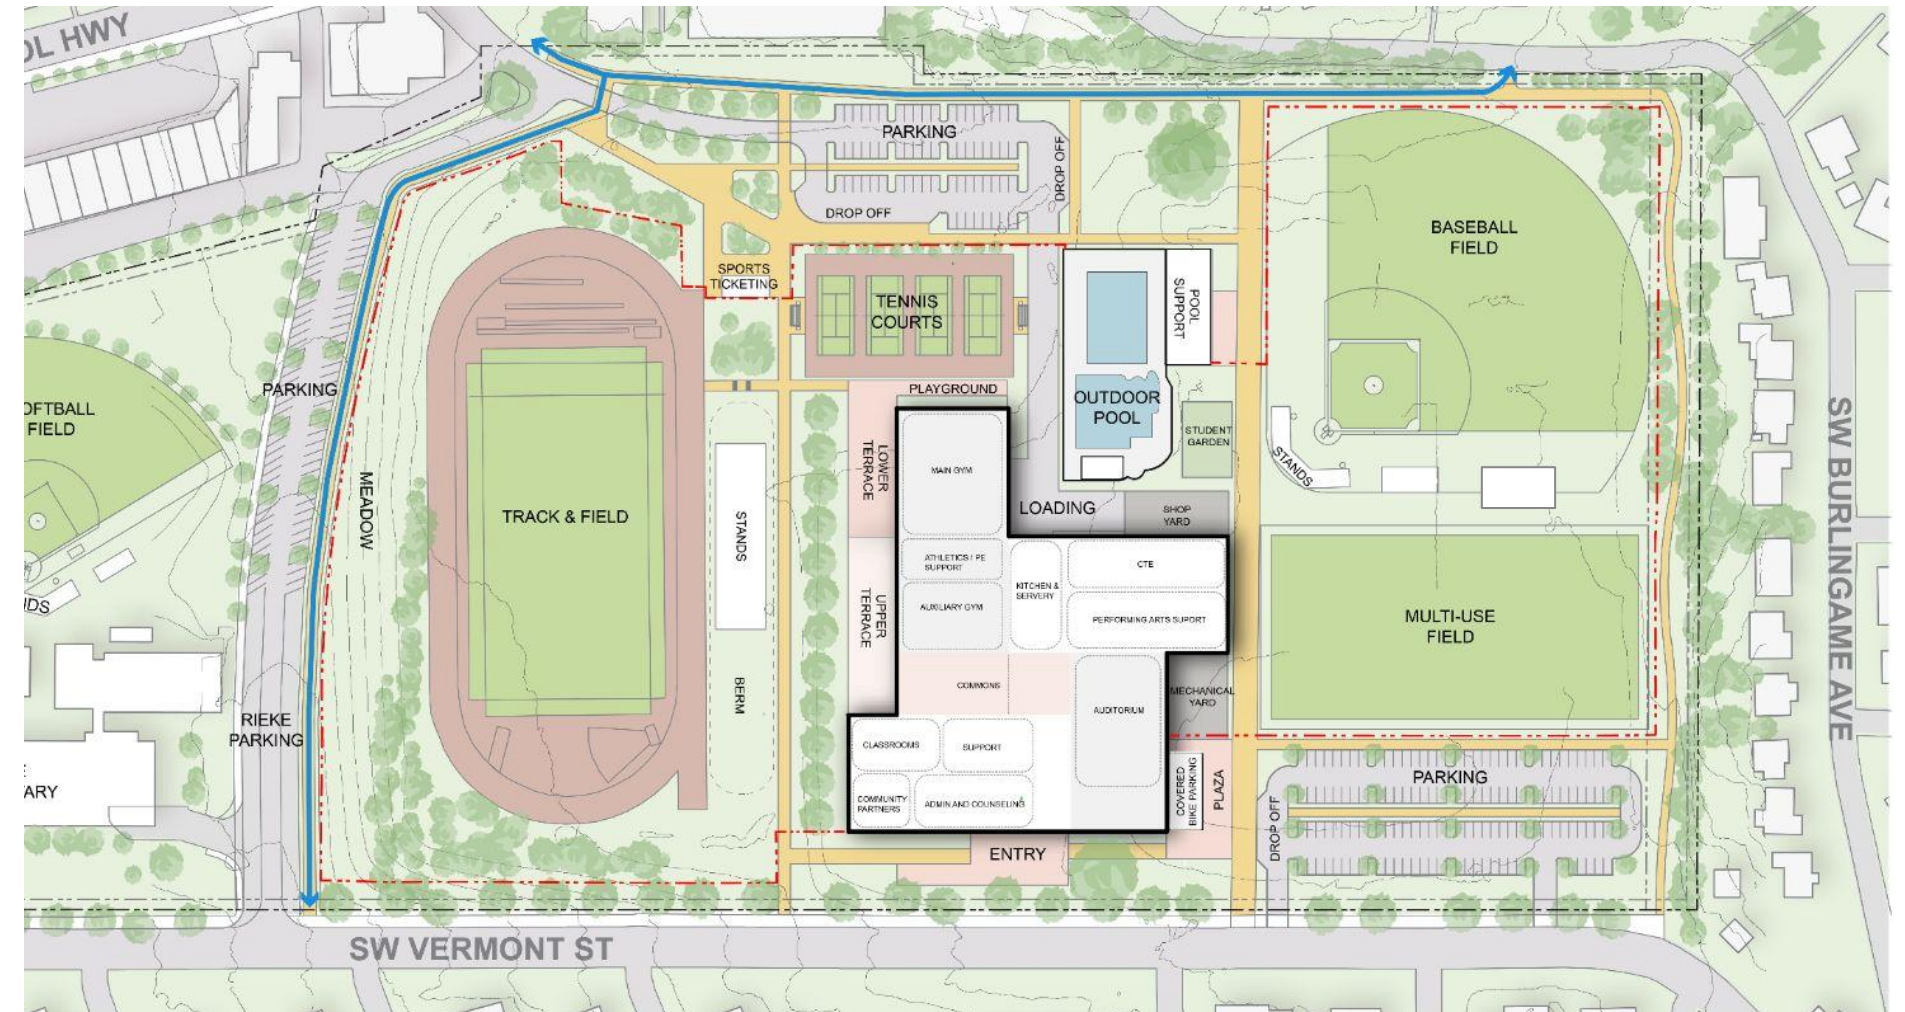 OL HWY
PARKING
DROP OFF
DROP OFF
BASEBALL
FIELD
SPORTS
TICKETING
TENNIS
COURTS
POOL
SUPPORT
PARKING
PLAYGROUND
OUTDOOR
POOL
OFTBALL
FIELD
STUDENT
GARDEN
LOWER
TERRACE
MAIN GYM
STANDS
SW BURLINGAME AVE
MEADOW
TRACK & FIELD
STANDS
LOADING
SHOP
YARD
ATHLETICS / PE
SUPPORT
CTE
KITCHEN &
SERVERY
NDS
UPPER
TERRACE
AUXILIARY GYM
PERFORMING ARTS SUPORT
MULTI-USE
FIELD
COMMONS
BERM
MECHANICAL
YARD
AUDITORIUM
RIEKE
PARKING
CLASSROOMS
SUPPORT
PARKING
ARY
COMMUNITY
PARTNERS
ADMIN AND COUNSELING
COVERED
BIKE PARKING
PLAZA
DROP OFF
ENTRY
SW VERMONT ST